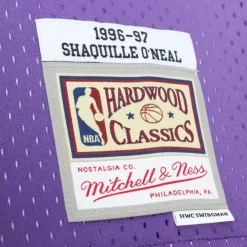 1996-97
SHAQUILLE O'NEAL
HARDWOOD
NBA
CLASSICS
NOSTALGIA CO.
Mitchell & Ness
PHILADELPHIA, PA.
HWC SWINGMAN